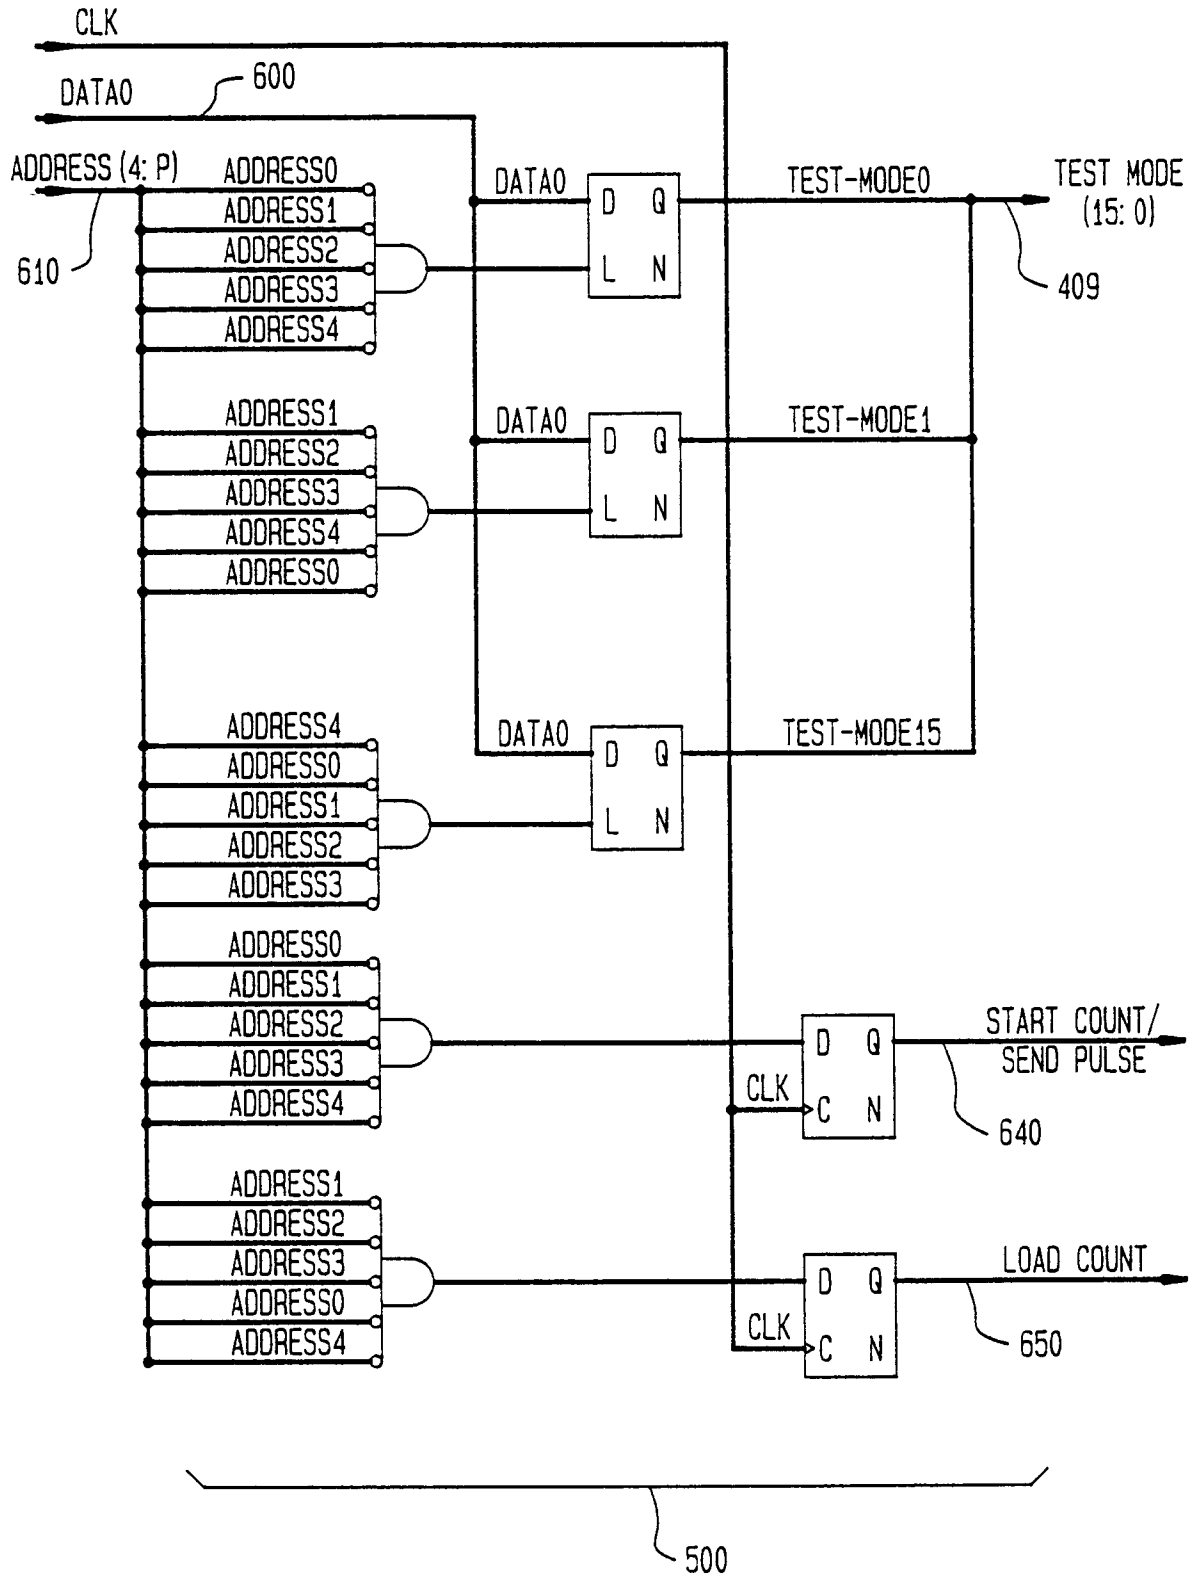 CLK
600
DATA0
ADDRESS (4: P)
610
ADDRESS0
ADDRESS1
ADDRESS2
ADDRESS3
ADDRESS4
DATA0
D Q
L N
TEST-MODE0
TEST MODE
(15: 0)
409
ADDRESS1
ADDRESS2
ADDRESS3
ADDRESS4
ADDRESS0
DATA0
D Q
L N
TEST-MODE1
ADDRESS4
ADDRESS0
ADDRESS1
ADDRESS2
ADDRESS3
DATA0
D Q
L N
TEST-MODE15
ADDRESS0
ADDRESS1
ADDRESS2
ADDRESS3
ADDRESS4
CLK
D Q
C N
START COUNT/
SEND PULSE
640
ADDRESS1
ADDRESS2
ADDRESS3
ADDRESS0
ADDRESS4
CLK
D Q
C N
LOAD COUNT
650
500